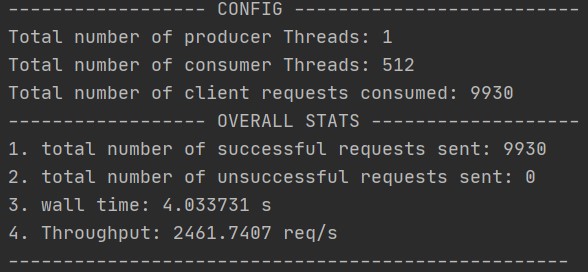 ------------------ CONFIG --------------------------
Total number of producer Threads: 1
Total number of consumer Threads: 512
Total number of client requests consumed: 9930
------------------ OVERALL STATS -------------------
1. total number of successful requests sent: 9930
2. total number of unsuccessful requests sent: 0
3. wall time: 4.033731 s
4. Throughput: 2461.7407 req/s
---------------------------------------------------